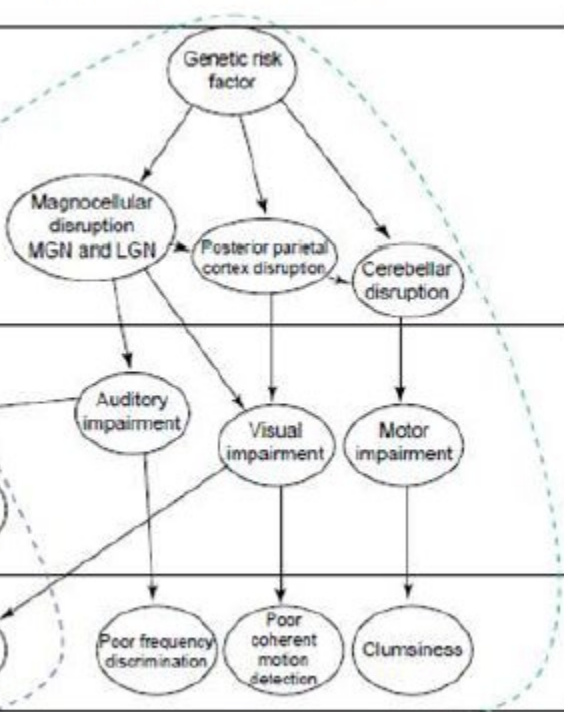 Genetic risk
factor
Magnocellular
disruption
MGN and LGN
Posterior parietal
cortex disruption
Cerebellar
disruption
Auditory
impairment
Visual
impairment
Motor
impairment
Poor frequency
discrimination
Poor
coherent
motion
detection
Clumsiness